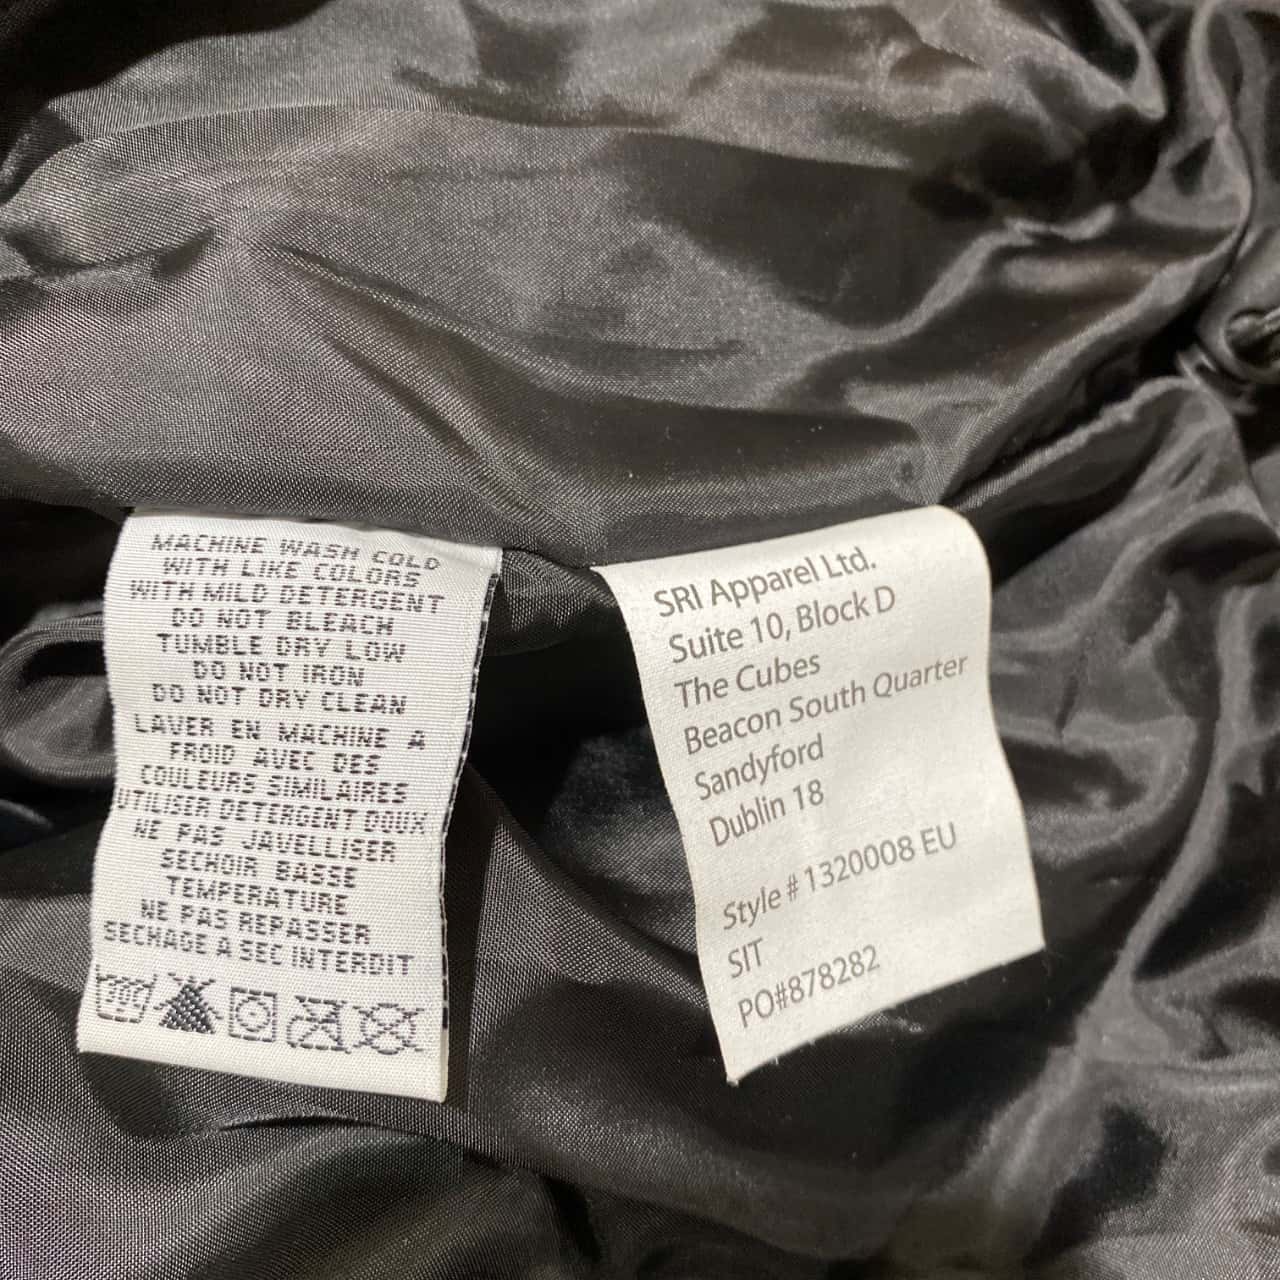 MACHINE WASH COLD
WITH LIKE COLORS
WITH MILD DETERGENT
DO NOT BLEACH
TUMBLE DRY LOW
DO NOT IRON
DO NOT DRY CLEAN
LAVER EN MACHINE A
FROID AVEC DES
COULEURS SIMILAIRES
UTILISER DETERGENT DOUX
NE PAS JAVELLISER
SECHOIR BASSE
TEMPERATURE
NE PAS REPASSER
SECHAGE A SEC INTERDIT
30C
SRI Apparel Ltd.
Suite 10, Block D
The Cubes
Beacon South Quarter
Sandyford
Dublin 18
Style # 1320008 EU
SIT
PO#878282